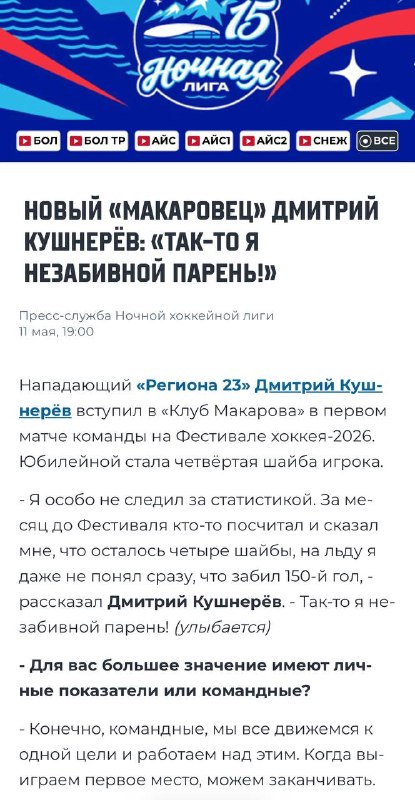 15
Ночная
ЛИГА
БОЛ
БОЛ ТР
АЙС
АЙС1
АЙС2
СНЕЖ
ВСЕ
НОВЫЙ «МАКАРОВЕЦ» ДМИТРИЙ
КУШНЕРЁВ: «ТАК-ТО Я
НЕЗАБИВНОЙ ПАРЕНЬ!»
Пресс-служба Ночной хоккейной лиги
11 мая, 19:00
Нападающий «Региона 23» Дмитрий Куш-
нерёв вступил в «Клуб Макарова» в первом
матче команды на Фестивале хоккея-2026.
Юбилейной стала четвёртая шайба игрока.
- Я особо не следил за статистикой. За ме-
сяц до Фестиваля кто-то посчитал и сказал
мне, что осталось четыре шайбы, на льду я
даже не понял сразу, что забил 150-й гол, -
рассказал Дмитрий Кушнерёв. - Так-то я не-
забивной парень! (улыбается)
- Для вас большее значение имеют лич-
ные показатели или командные?
- Конечно, командные, мы все движемся к
одной цели и работаем над этим. Когда вы-
играем первое место, можем заканчивать.